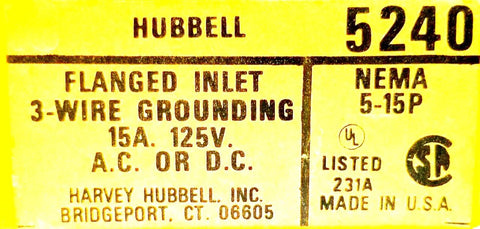 HUBBELL
5240
FLANGED INLET
3-WIRE GROUNDING
15A. 125V.
A.C. OR D.C.
HARVEY HUBBELL, INC.
BRIDGEPORT, CT. 06605
NEMA
5-15P
UL
SP
LISTED
231A
MADE IN U.S.A.